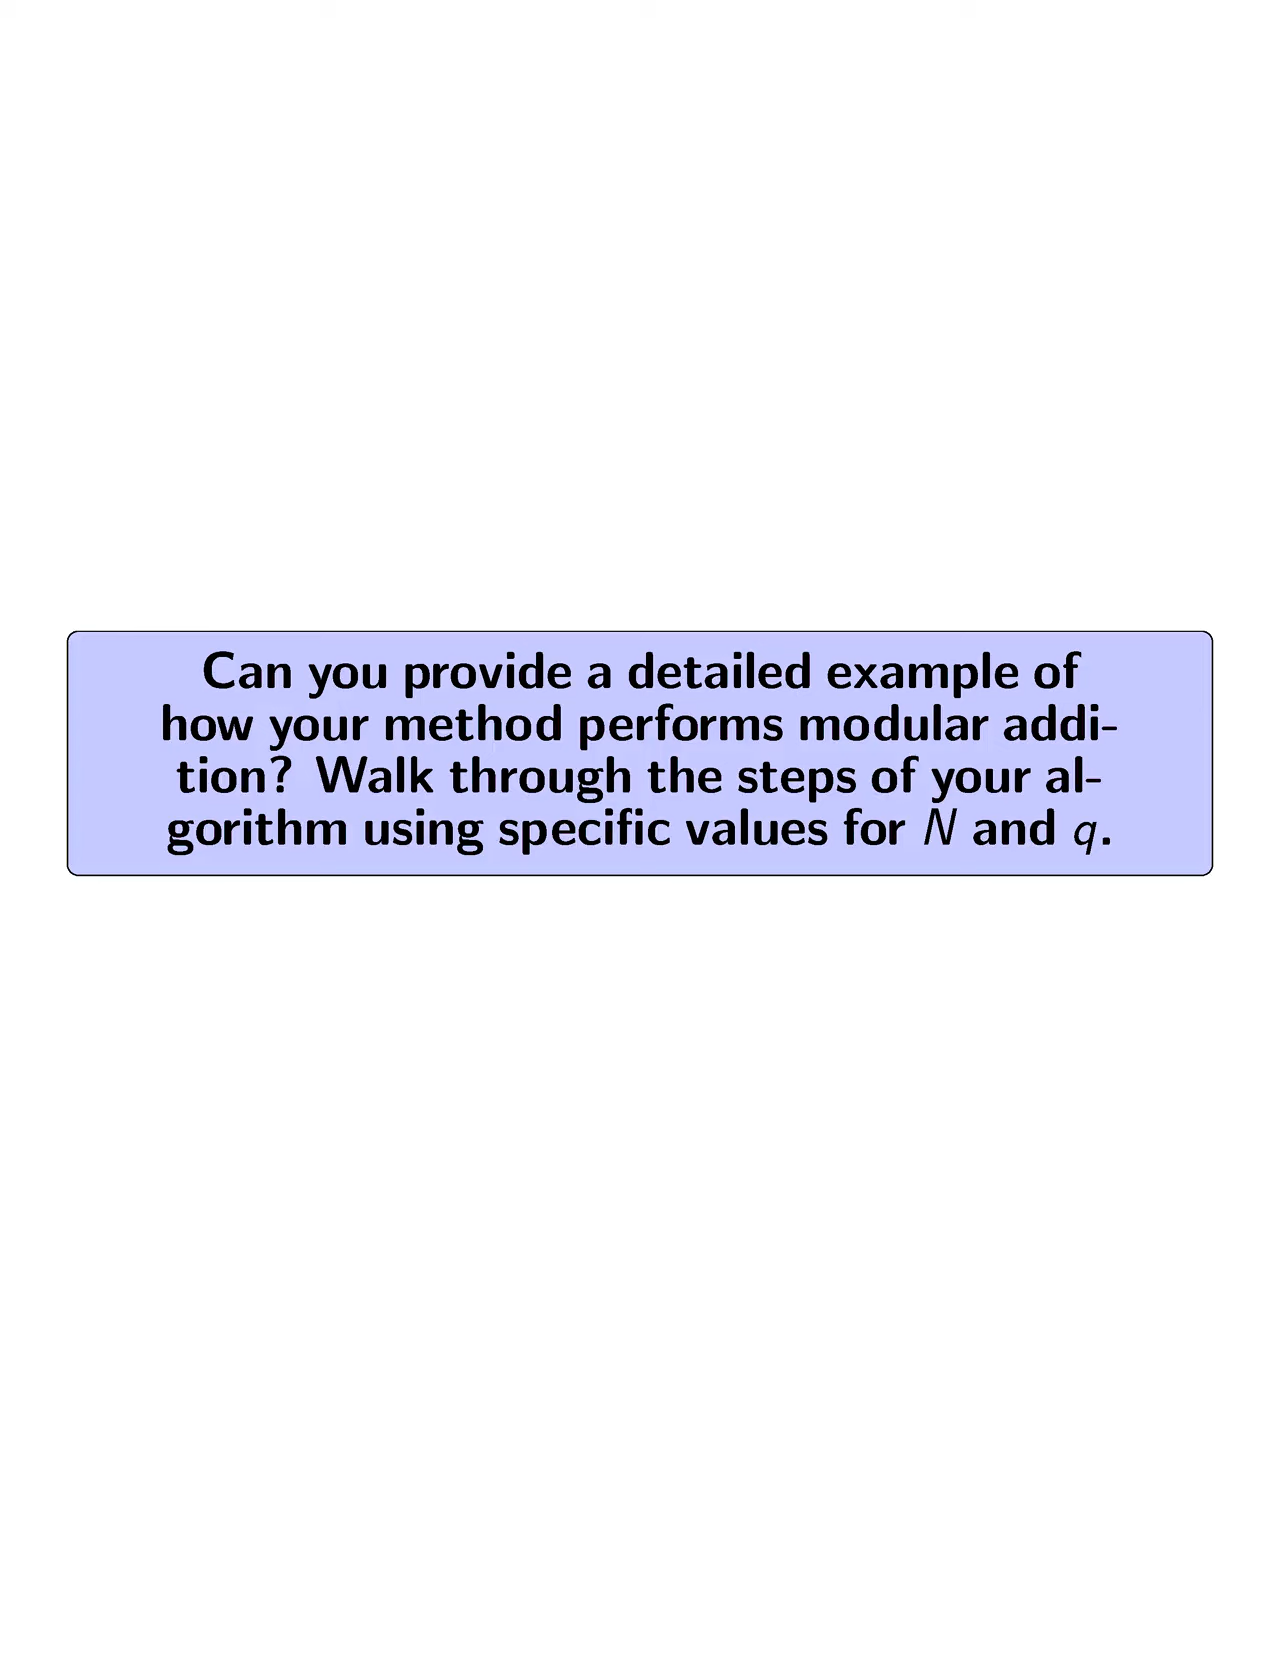 Can you provide a detailed example of
how your method performs modular addi-
tion? Walk through the steps of your al-
gorithm using specific values for N and q.